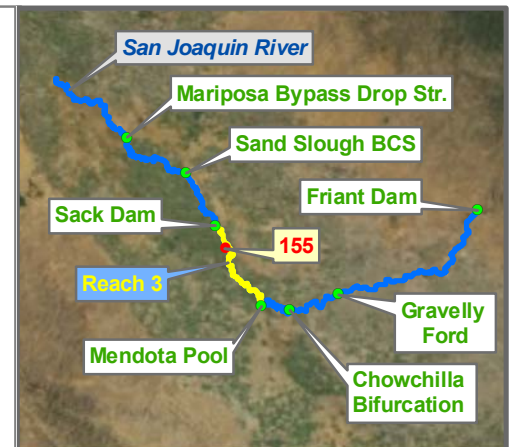 San Joaquin River
Mariposa Bypass Drop Str.
Sand Slough BCS
Friant Dam
Sack Dam
155
Reach 3
Gravelly
Ford
Mendota Pool
Chowchilla
Bifurcation